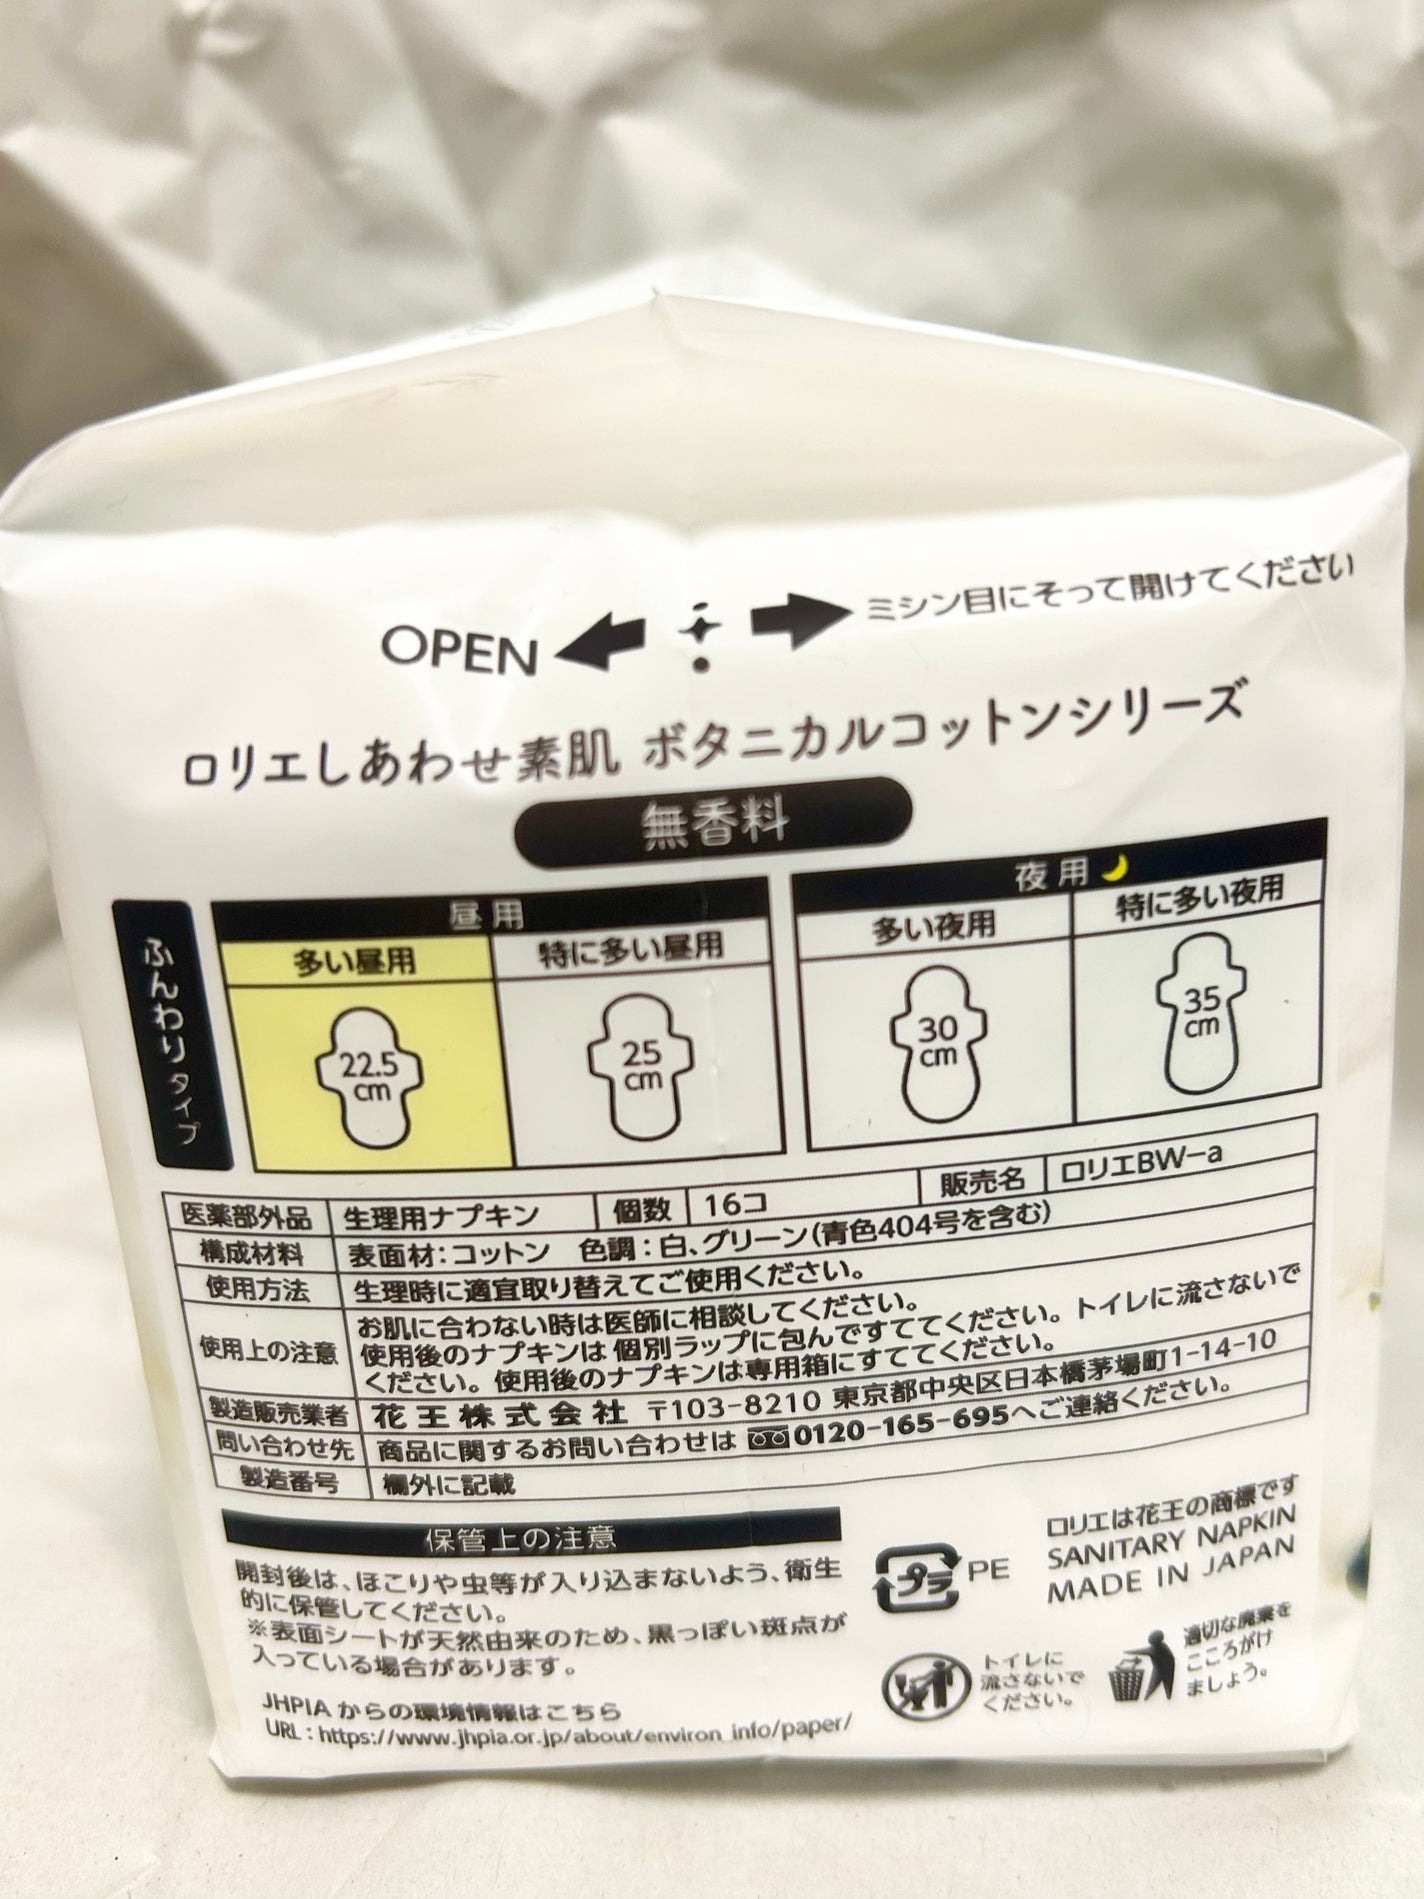 OPEN
ミシン目にそって開けてください
ロリエしあわせ素肌 ボタニカルコットンシリーズ
無香料
ふんわりタイプ
昼用
多い昼用
特に多い昼用
22.5
cm
25
cm
夜用
多い夜用
特に多い夜用
30
cm
35
cm
医薬部外品 生理用ナプキン 個数 16コ 販売名 ロリエBW-a
構成材料 表面材:コットン 色調:白、グリーン(青色404号を含む)
使用方法 生理時に適宜取り替えてご使用ください。
使用上の注意 お肌に合わない時は医師に相談してください。
使用後のナプキンは個別ラップに包んですててください。トイレに流さないで
ください。使用後のナプキンは専用箱にすててください。
製造販売業者 花王株式会社 〒103-8210 東京都中央区日本橋茅場町1-14-10
問い合わせ先 商品に関するお問い合わせは 0120-165-695へご連絡ください。
製造番号 欄外に記載
保管上の注意
開封後は、ほこりや虫等が入り込まないよう、衛生
的に保管してください。
※表面シートが天然由来のため、黒っぽい斑点が
入っている場合があります。
JHPIAからの環境情報はこちら
URL:https://www.jhpia.or.jp/about/environ_info/paper/
プラ PE
ロリエは花王の商標です
SANITARY NAPKIN
MADE IN JAPAN
トイレに
流さないで
ください。
適切な廃棄を
こころがけ
ましょう。